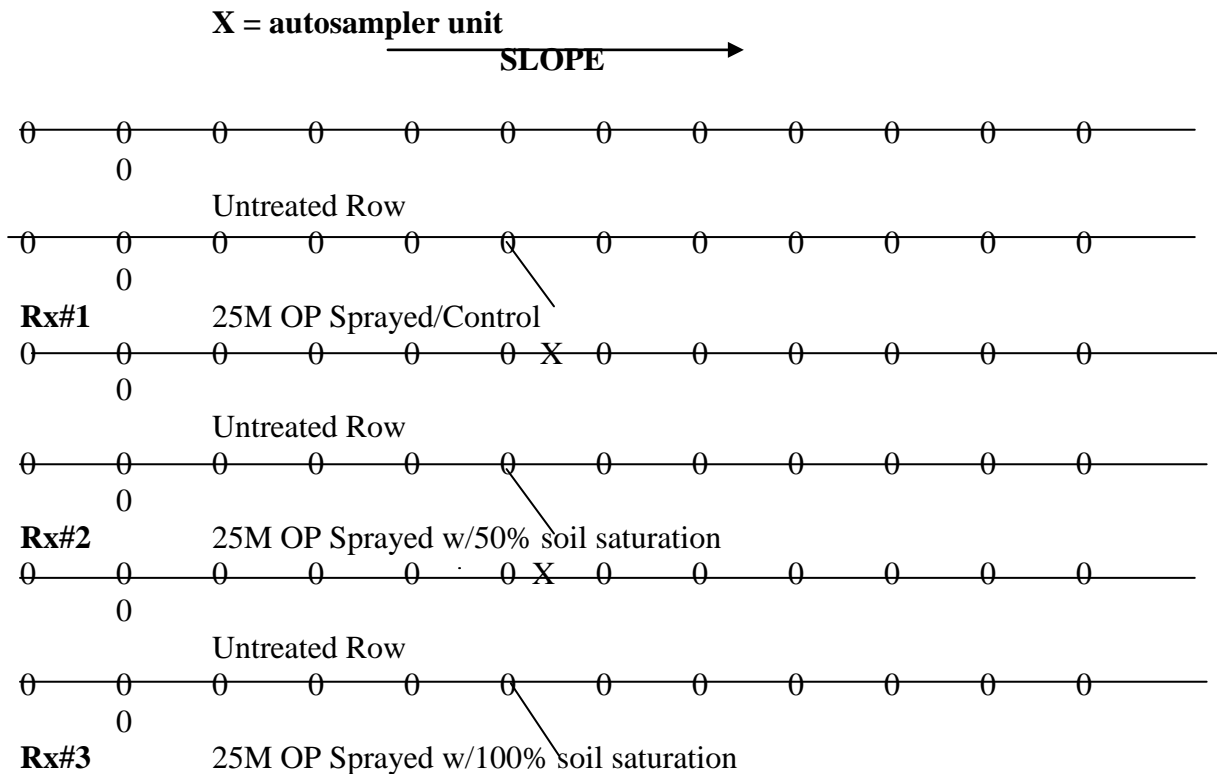 X = autosampler unit
SLOPE
0 0 0 0 0 0 0 0 0 0 0 0
0
Untreated Row
0 0 0 0 0 0 0 0 0 0 0 0
0
Rx#1 25M OP Sprayed/Control
0 0 0 0 0 0 X 0 0 0 0 0 0
0
Untreated Row
0 0 0 0 0 0 0 0 0 0 0 0
0
Rx#2 25M OP Sprayed w/50% soil saturation
0 0 0 0 0 0 X 0 0 0 0 0 0
0
Untreated Row
0 0 0 0 0 0 0 0 0 0 0 0
0
Rx#3 25M OP Sprayed w/100% soil saturation